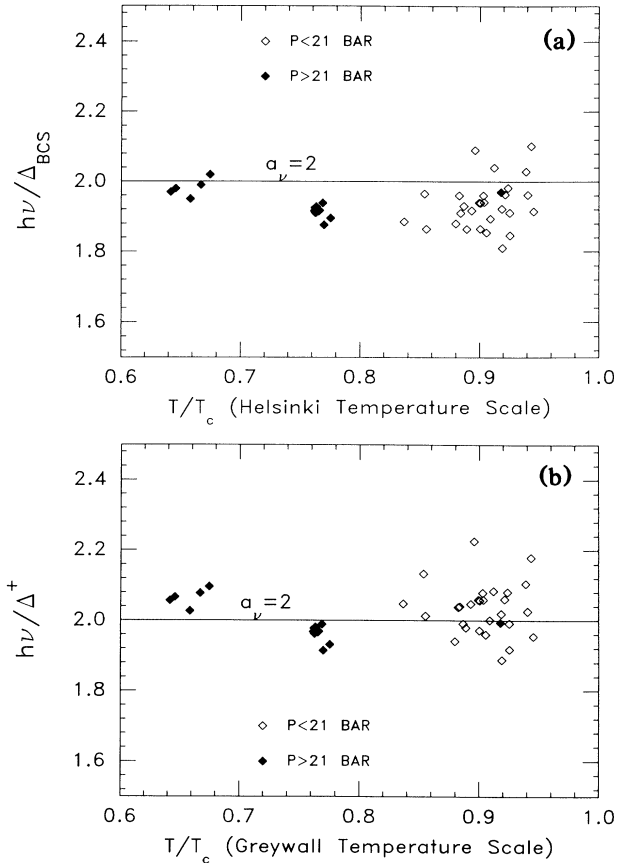 (a)
◇ P<21 BAR
◆ P>21 BAR
a_ν=2
hν/Δ_BCS
2.4
2.2
2.0
1.8
1.6
0.6 0.7 0.8 0.9 1.0
T/T_c (Helsinki Temperature Scale)
(b)
a_ν=2
hν/Δ⁺
2.4
2.2
2.0
1.8
1.6
◇ P<21 BAR
◆ P>21 BAR
0.6 0.7 0.8 0.9 1.0
T/T_c (Greywall Temperature Scale)